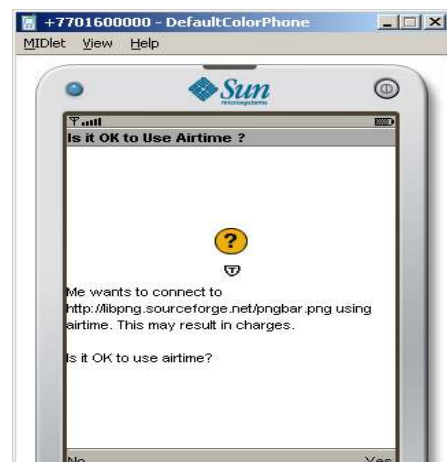 +7701600000 - DefaultColorPhone
MIDlet View Help
Sun
microsystems
Is it OK to Use Airtime ?
Me wants to connect to
http://libpng.sourceforge.net/pngbar.png using
airtime. This may result in charges.
Is it OK to use airtime?
No Yes